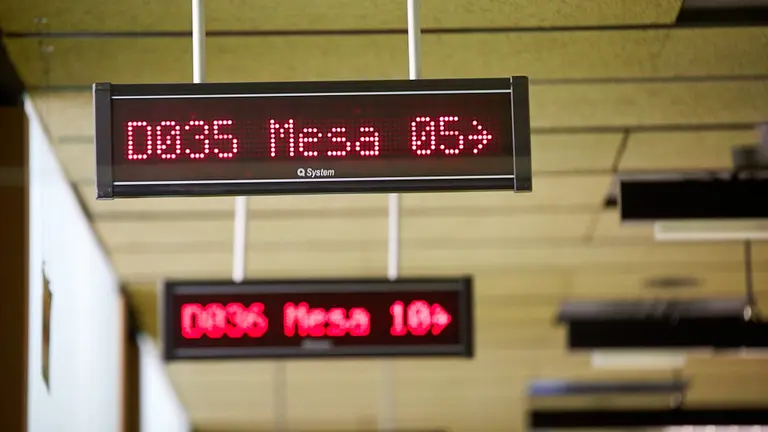 D035 Mesa 05→
Q System
D036 Mesa 10→